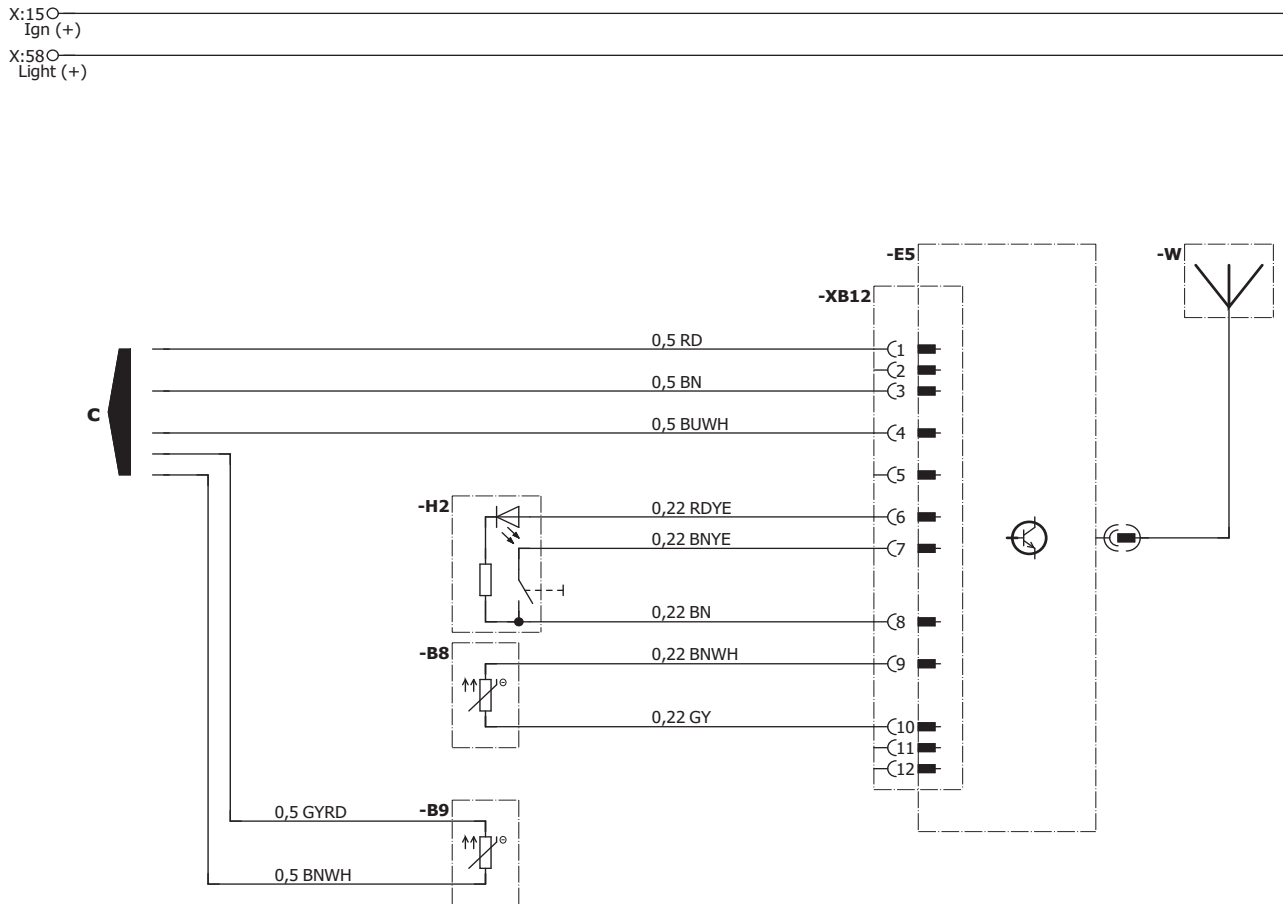 X:15
Ign (+)
X:58
Light (+)
-E5
-W
-XB12
0,5 RD
1
2
0,5 BN
3
C
0,5 BUWH
4
5
-H2
0,22 RDYE
6
0,22 BNYE
7
0,22 BN
8
-B8
0,22 BNWH
9
0,22 GY
10
11
12
-B9
0,5 GYRD
0,5 BNWH